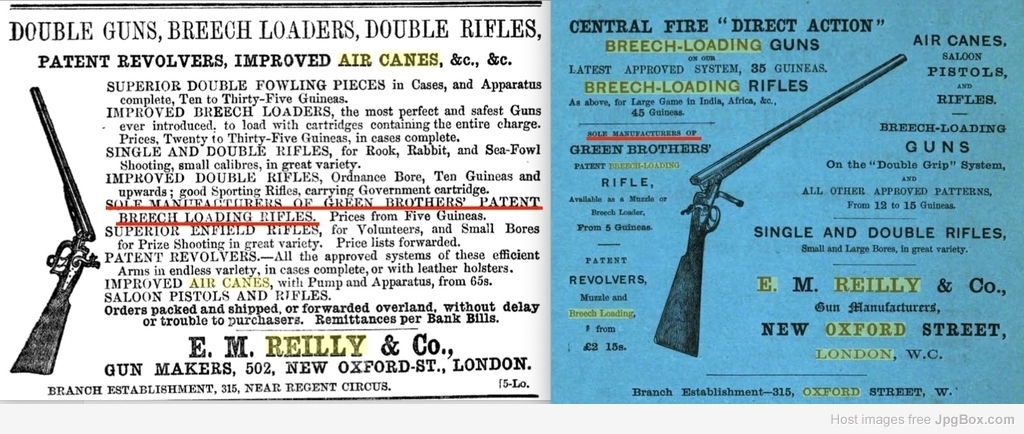 DOUBLE GUNS, BREECH LOADERS, DOUBLE RIFLES,
PATENT REVOLVERS, IMPROVED AIR CANES, &c., &c.
SUPERIOR DOUBLE FOWLING PIECES in Cases, and Apparatus
complete, Ten to Thirty-Five Guineas.
IMPROVED BREECH LOADERS, the most perfect and safest Guns
ever introduced, to load with cartridges containing the entire charge.
Prices, Twenty to Thirty-Five Guineas, in cases complete.
SINGLE AND DOUBLE RIFLES, for Rook, Rabbit, and Sea-Fowl
Shooting, small calibres, in great variety.
IMPROVED DOUBLE RIFLES, Ordnance Bore, Ten Guineas and
upwards; good Sporting Rifles, carrying Government cartridge.
SOLE MANUFACTURERS OF GREEN BROTHERS' PATENT
BREECH LOADING RIFLES. Prices from Five Guineas.
SUPERIOR ENFIELD RIFLES, for Volunteers, and Small Bores
for Prize Shooting in great variety. Price lists forwarded.
PATENT REVOLVERS.—All the approved systems of these efficient
Arms in endless variety, in cases complete, or with leather holsters.
IMPROVED AIR CANES, with Pump and Apparatus, from 65s.
SALOON PISTOLS AND RIFLES.
Orders packed and shipped, or forwarded overland, without delay
or trouble to purchasers. Remittances per Bank Bills.
E. M. REILLY & Co.,
GUN MAKERS, 502, NEW OXFORD-ST., LONDON.
BRANCH ESTABLISHMENT, 315, NEAR REGENT CIRCUS. [5-Lo.
CENTRAL FIRE "DIRECT ACTION"
BREECH-LOADING GUNS
ON OUR
LATEST APPROVED SYSTEM, 35 GUINEAS.
BREECH-LOADING RIFLES
As above, for Large Game in India, Africa, &c.,
45 Guineas.
SOLE MANUFACTURERS OF
GREEN BROTHERS'
PATENT BREECH-LOADING
RIFLE,
Available as a Muzzle or
Breech Loader,
From 5 Guineas.
PATENT
REVOLVERS,
Muzzle and
Breech Loading,
from
£2 15s.
AIR CANES,
SALOON
PISTOLS,
AND
RIFLES.
BREECH-LOADING
GUNS
On the "Double Grip" System,
AND
ALL OTHER APPROVED PATTERNS,
From 12 to 15 Guineas.
SINGLE AND DOUBLE RIFLES,
Small and Large Bores, in great variety.
E. M. REILLY & Co.,
Gun Manufacturers,
NEW OXFORD STREET,
LONDON, W.C.
Branch Establishment—315, OXFORD STREET, W.
Host images free JpgBox.com